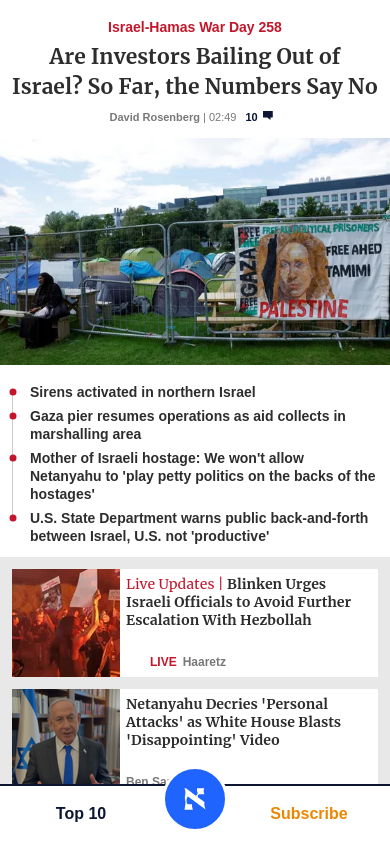 Israel-Hamas War Day 258
Are Investors Bailing Out of
Israel? So Far, the Numbers Say No
David Rosenberg | 02:49 10
FREE FREE ALL POLITICAL PRISONERS
FREE
GAZA
FREE
FREE AHED
TAMIMI
PALESTINE
Sirens activated in northern Israel
Gaza pier resumes operations as aid collects in
marshalling area
Mother of Israeli hostage: We won't allow
Netanyahu to 'play petty politics on the backs of the
hostages'
U.S. State Department warns public back-and-forth
between Israel, U.S. not 'productive'
Live Updates | Blinken Urges
Israeli Officials to Avoid Further
Escalation With Hezbollah
LIVE Haaretz
Netanyahu Decries 'Personal
Attacks' as White House Blasts
'Disappointing' Video
Ben
Top 10
Subscribe